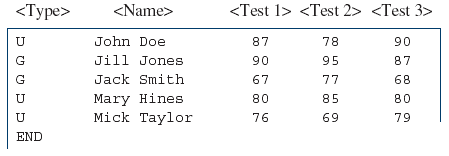 <Type> <Name> <Test 1> <Test 2> <Test 3>
U John Doe 87 78 90
G Jill Jones 90 95 87
G Jack Smith 67 77 68
U Mary Hines 80 85 80
U Mick Taylor 76 69 79
END